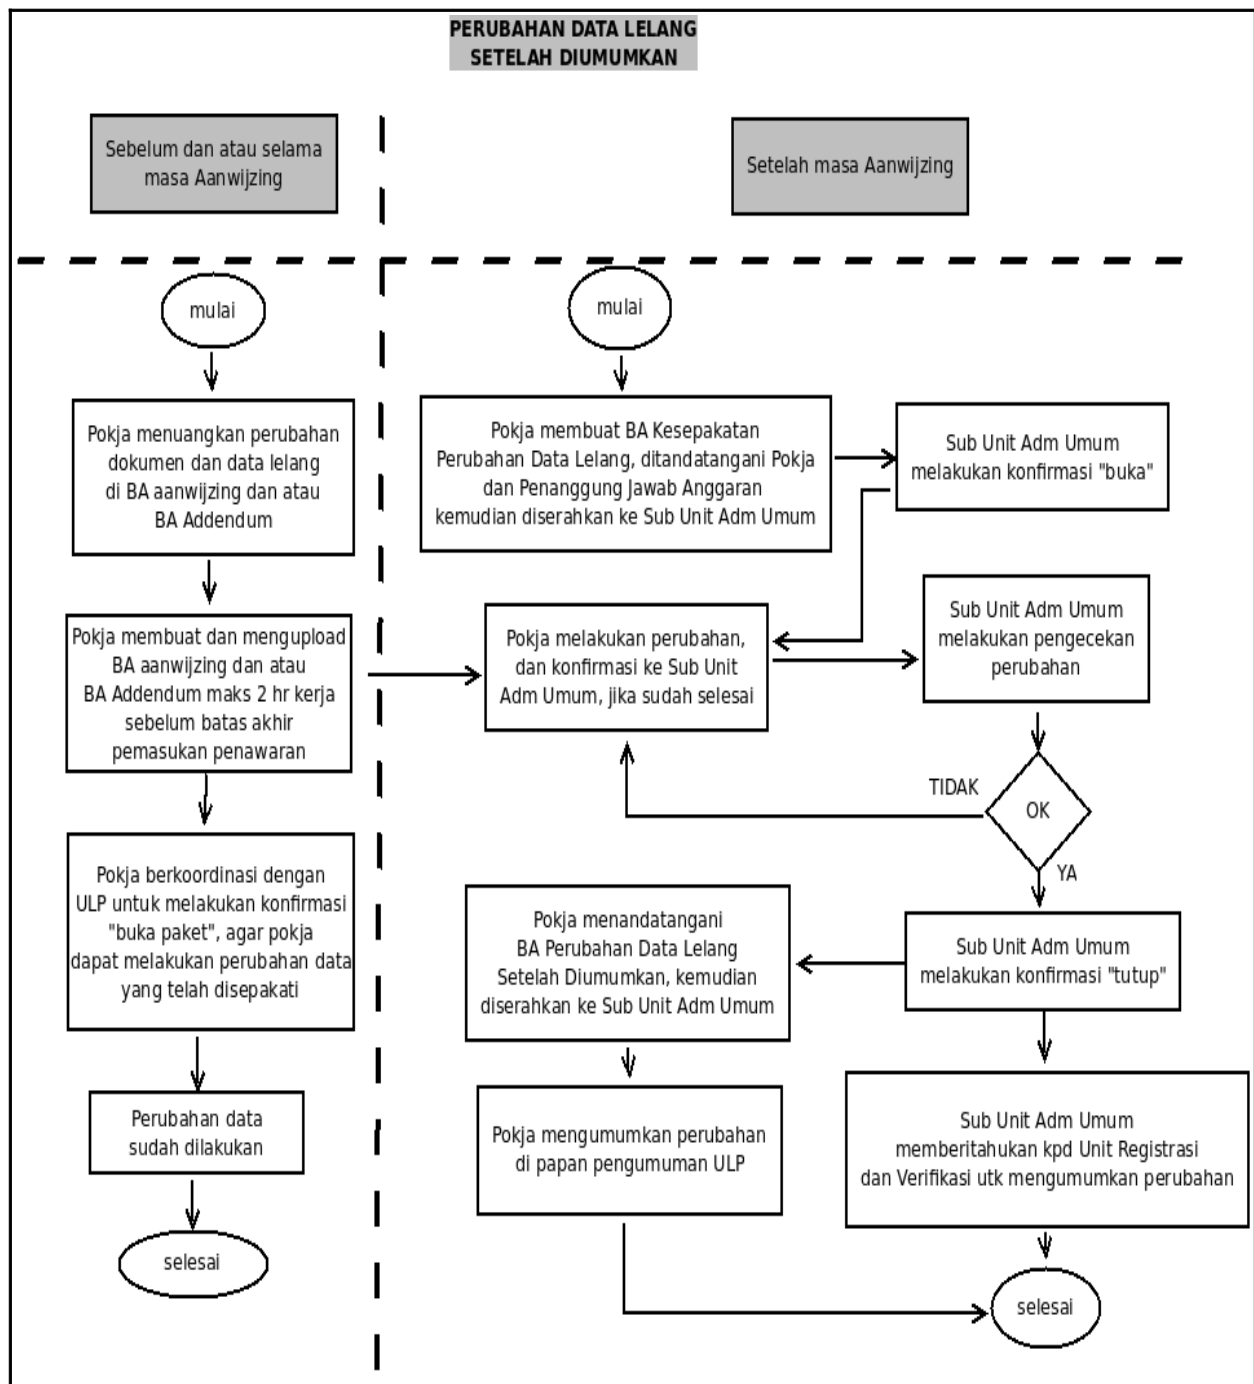 PERUBAHAN DATA LELANG
SETELAH DIUMUMKAN
Sebelum dan atau selama
masa Aanwijzing
Setelah masa Aanwijzing
mulai
Pokja menuangkan perubahan
dokumen dan data lelang
di BA aanwijzing dan atau
BA Addendum
Pokja membuat dan mengupload
BA aanwijzing dan atau
BA Addendum maks 2 hr kerja
sebelum batas akhir
pemasukan penawaran
Pokja berkoordinasi dengan
ULP untuk melakukan konfirmasi
"buka paket", agar pokja
dapat melakukan perubahan data
yang telah disepakati
Perubahan data
sudah dilakukan
selesai
mulai
Pokja membuat BA Kesepakatan
Perubahan Data Lelang, ditandatangani Pokja
dan Penanggung Jawab Anggaran
kemudian diserahkan ke Sub Unit Adm Umum
Sub Unit Adm Umum
melakukan konfirmasi "buka"
Pokja melakukan perubahan,
dan konfirmasi ke Sub Unit
Adm Umum, jika sudah selesai
Sub Unit Adm Umum
melakukan pengecekan
perubahan
TIDAK
OK
YA
Sub Unit Adm Umum
melakukan konfirmasi "tutup"
Pokja menandatangani
BA Perubahan Data Lelang
Setelah Diumumkan, kemudian
diserahkan ke Sub Unit Adm Umum
Pokja mengumumkan perubahan
di papan pengumuman ULP
Sub Unit Adm Umum
memberitahukan kpd Unit Registrasi
dan Verifikasi utk mengumumkan perubahan
selesai